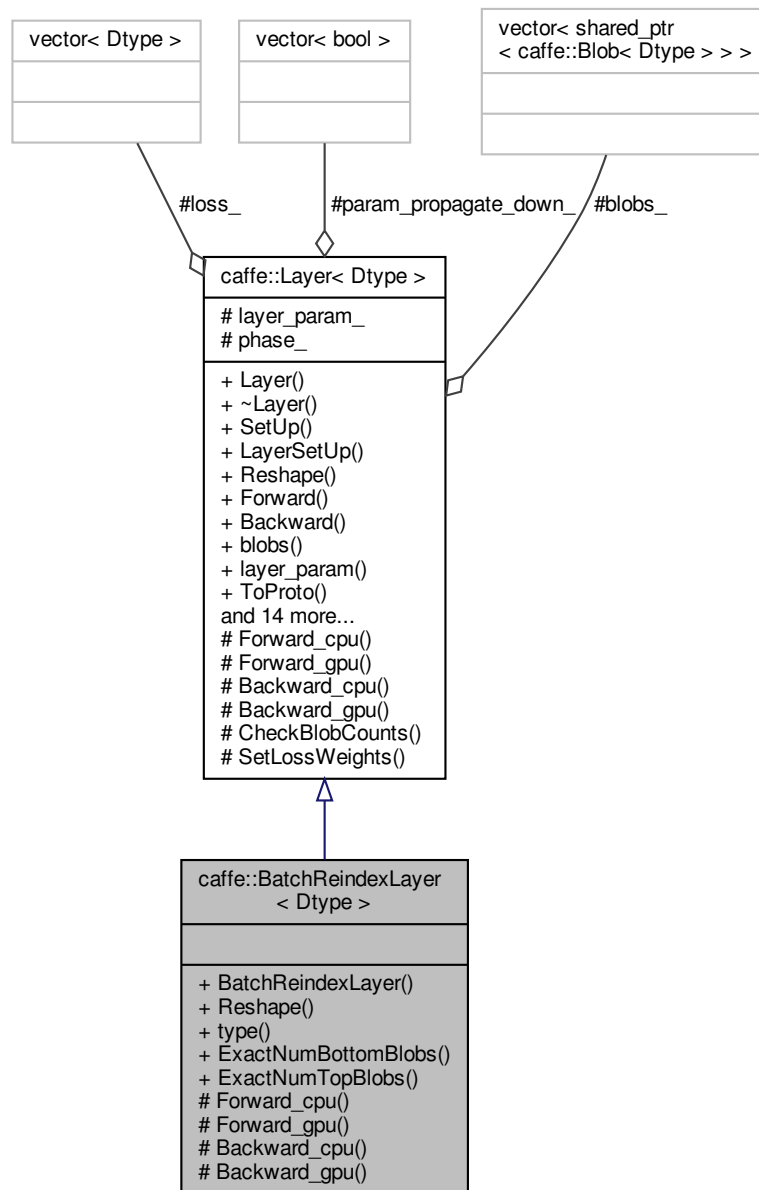 vector< Dtype >
vector< bool >
vector< shared_ptr
< caffe::Blob< Dtype > > >
#loss_
#param_propagate_down_
#blobs_
caffe::Layer< Dtype >
# layer_param_
# phase_
+ Layer()
+ ~Layer()
+ SetUp()
+ LayerSetUp()
+ Reshape()
+ Forward()
+ Backward()
+ blobs()
+ layer_param()
+ ToProto()
and 14 more...
# Forward_cpu()
# Forward_gpu()
# Backward_cpu()
# Backward_gpu()
# CheckBlobCounts()
# SetLossWeights()
caffe::BatchReindexLayer
< Dtype >
+ BatchReindexLayer()
+ Reshape()
+ type()
+ ExactNumBottomBlobs()
+ ExactNumTopBlobs()
# Forward_cpu()
# Forward_gpu()
# Backward_cpu()
# Backward_gpu()